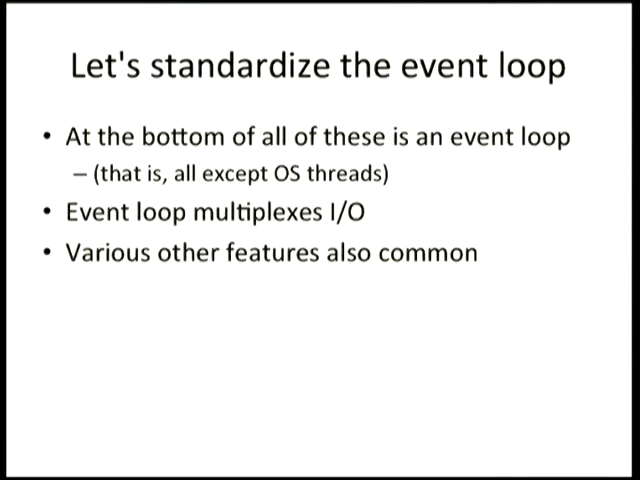 Let's standardize the event loop
• At the bottom of all of these is an event loop
– (that is, all except OS threads)
• Event loop multiplexes I/O
• Various other features also common